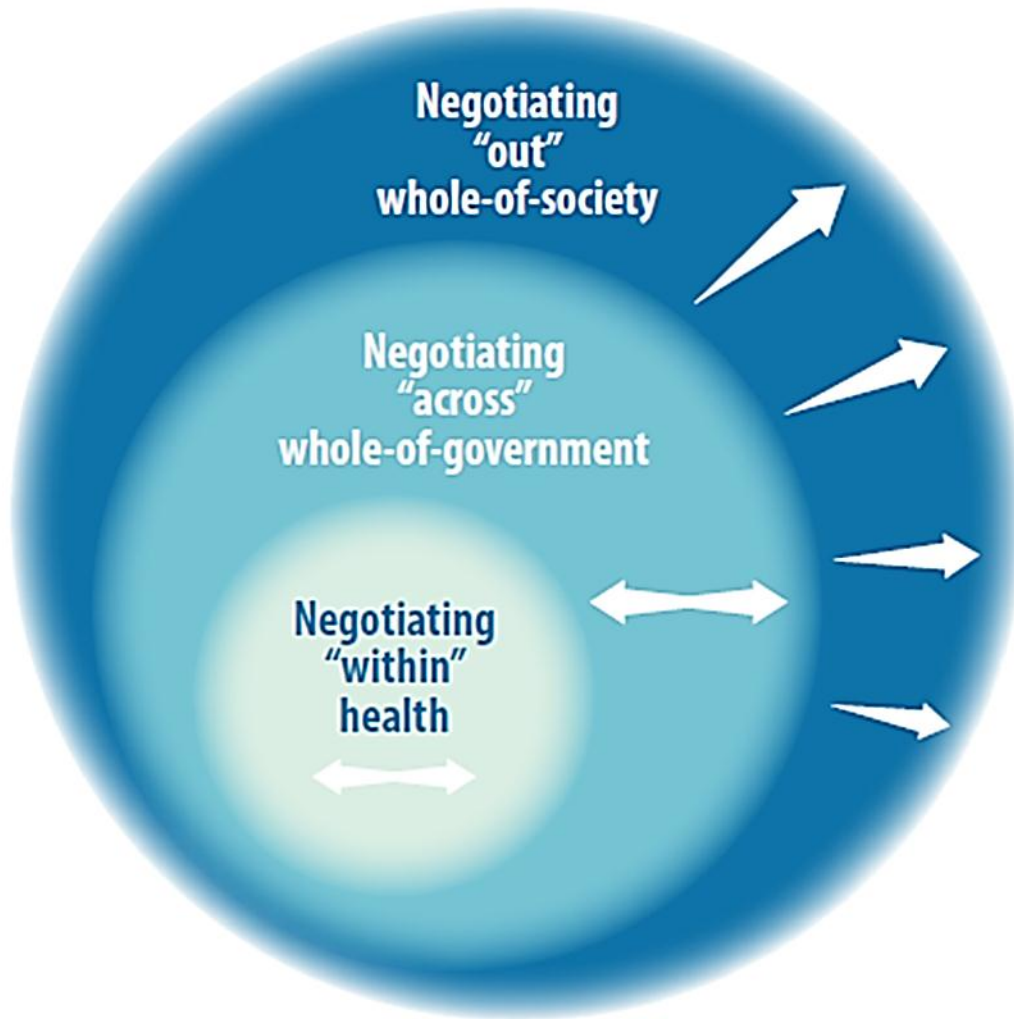 Negotiating
“out”
whole-of-society
Negotiating
“across”
whole-of-government
Negotiating
“within”
health